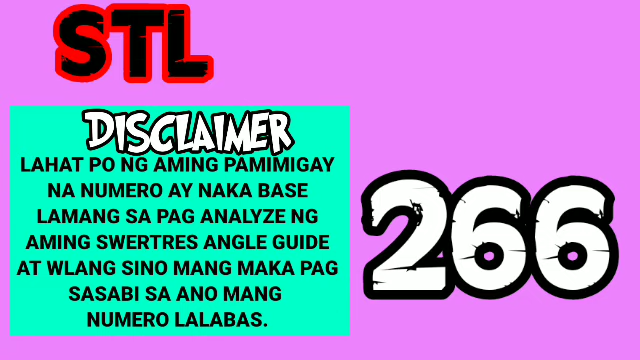 STL
DISCLAIMER
LAHAT PO NG AMING PAMIMIGAY
NA NUMERO AY NAKA BASE
LAMANG SA PAG ANALYZE NG
AMING SWERTRES ANGLE GUIDE
AT WLANG SINO MANG MAKA PAG
SASABI SA ANO MANG
NUMERO LALABAS.
266